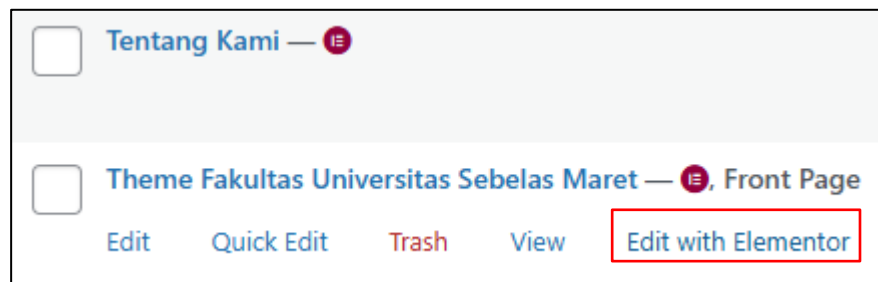 Tentang Kami —
Theme Fakultas Universitas Sebelas Maret — , Front Page
Edit Quick Edit Trash View Edit with Elementor